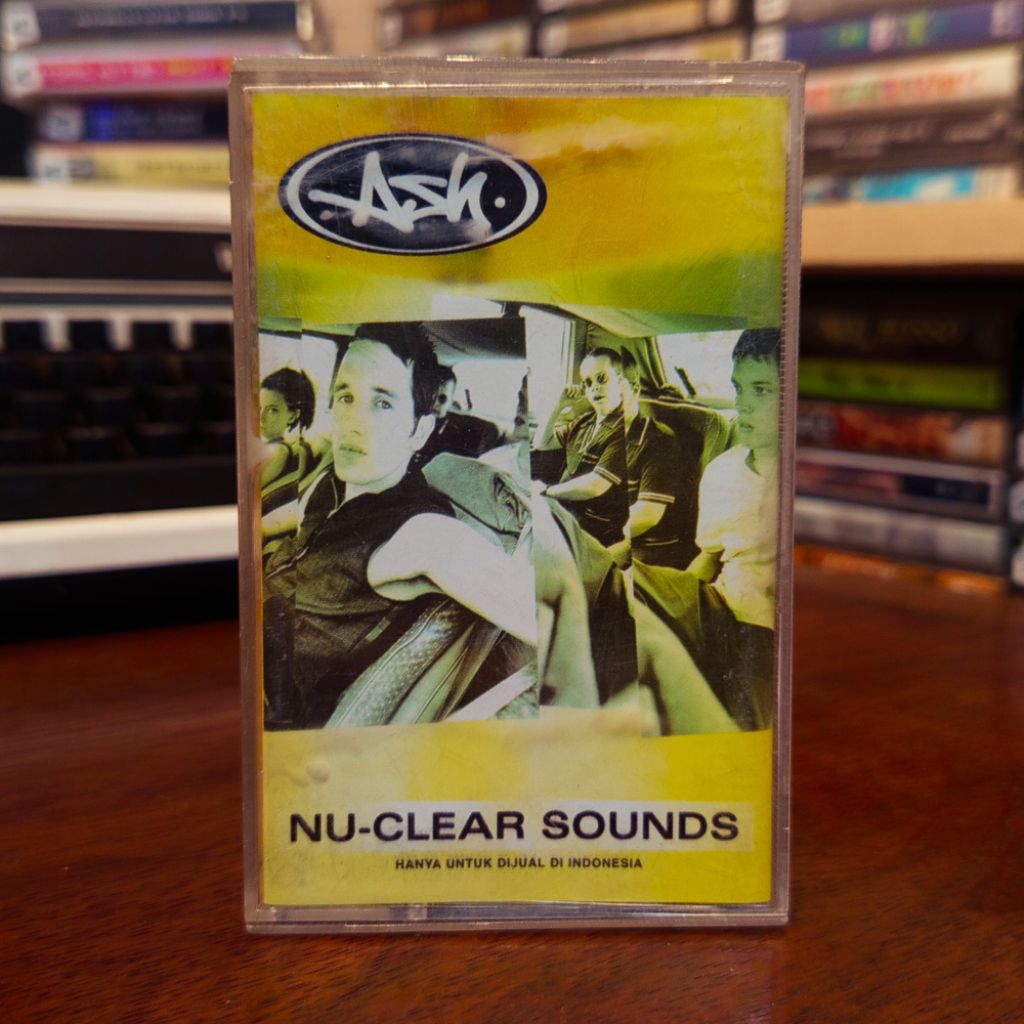 Ash.
NU-CLEAR SOUNDS
HANYA UNTUK DIJUAL DI INDONESIA